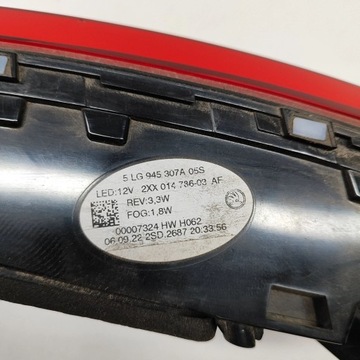 5 LG 945 307A 05S
LED:12V 2XX 014 736-03 AF
REV:3,3W
FOG:1,8W
00007324 HW H062
06.09.22 2SD.2687 20:33:56